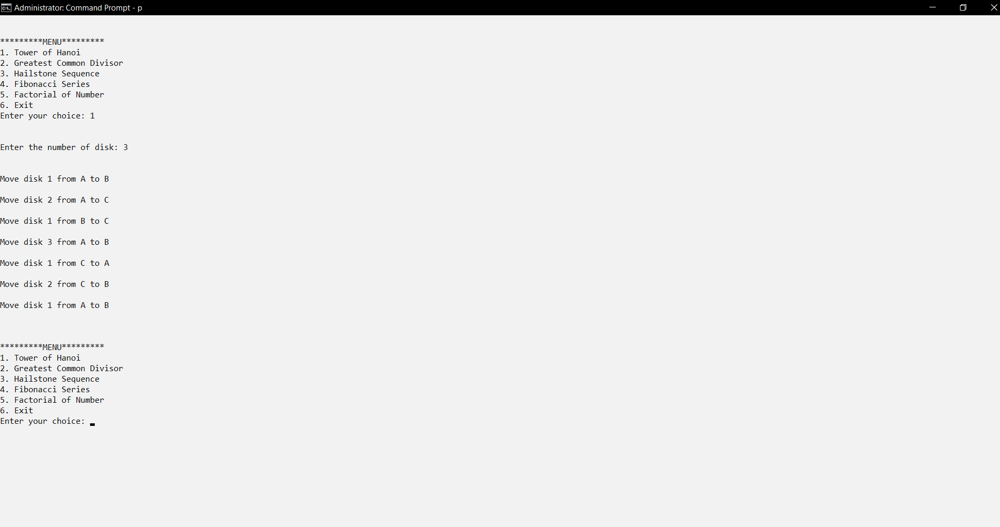 Administrator: Command Prompt - p
*********MENU*********
1. Tower of Hanoi
2. Greatest Common Divisor
3. Hailstone Sequence
4. Fibonacci Series
5. Factorial of Number
6. Exit
Enter your choice: 1
Enter the number of disk: 3
Move disk 1 from A to B
Move disk 2 from A to C
Move disk 1 from B to C
Move disk 3 from A to B
Move disk 1 from C to A
Move disk 2 from C to B
Move disk 1 from A to B
*********MENU*********
1. Tower of Hanoi
2. Greatest Common Divisor
3. Hailstone Sequence
4. Fibonacci Series
5. Factorial of Number
6. Exit
Enter your choice: